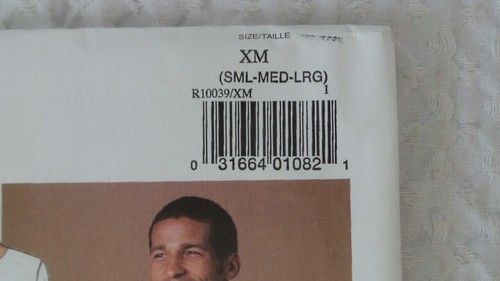 SIZE/TAILLE
XM
(SML-MED-LRG)
R10039/XM 1
0 31664 01082 1